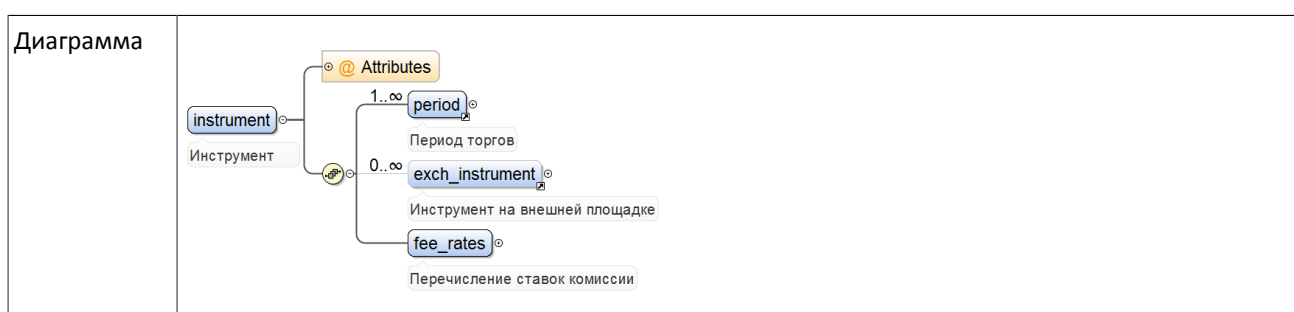 Диаграмма
@ Attributes
1..∞
period
instrument
Период торгов
Инструмент
0..∞
exch_instrument
Инструмент на внешней площадке
fee_rates
Перечисление ставок комиссии